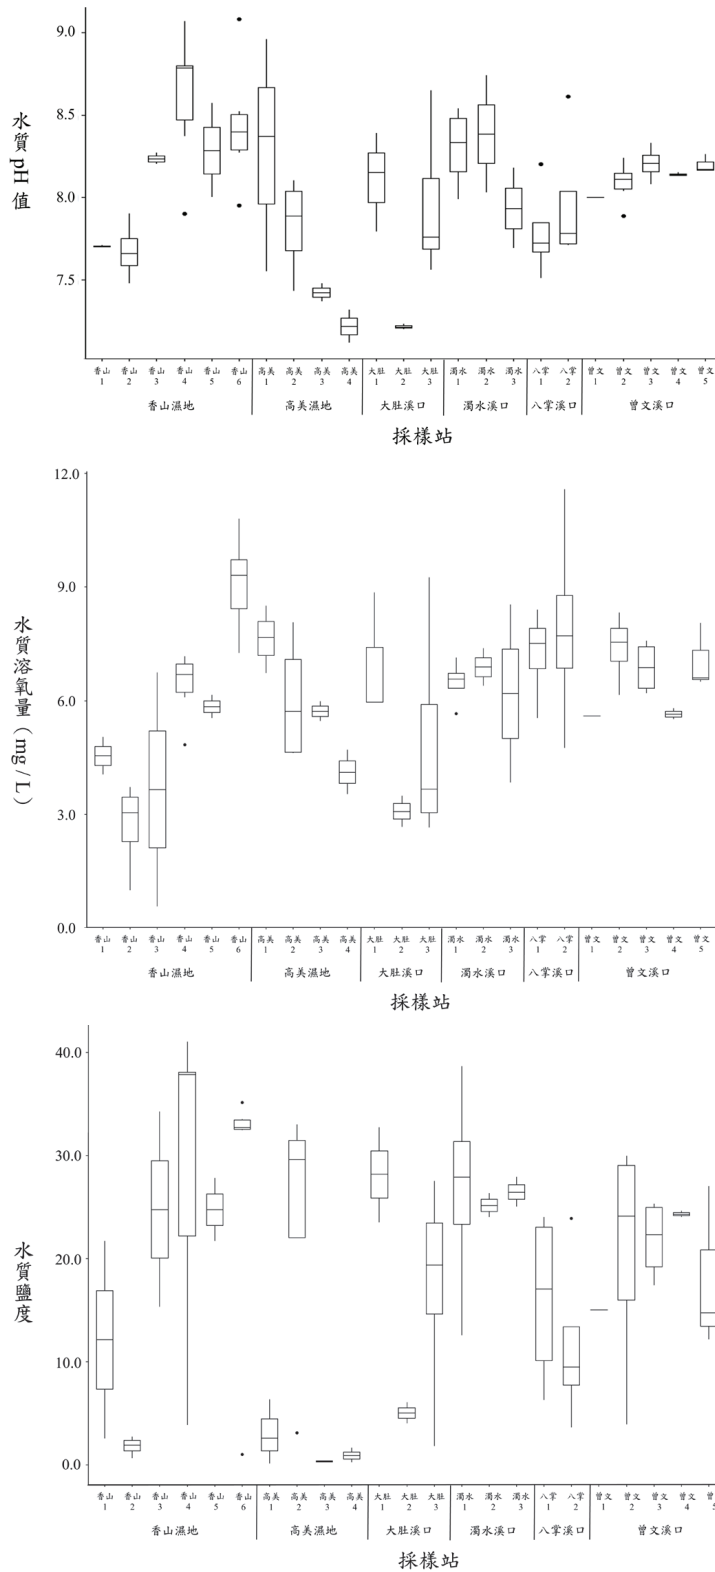 水質pH值
9.0
8.5
8.0
7.5
香山 香山 香山 香山 香山 香山 高美 高美 高美 高美 大肚 大肚 大肚 濁水 濁水 濁水 八掌 八掌 曾文 曾文 曾文 曾文 曾文
1 2 3 4 5 6 1 2 3 4 1 2 3 1 2 3 1 2 1 2 3 4 5
香山濕地 高美濕地 大肚溪口 濁水溪口 八掌溪口 曾文溪口
採樣站
水質溶氧量(mg/L)
12.0
9.0
6.0
3.0
0.0
香山 香山 香山 香山 香山 香山 高美 高美 高美 高美 大肚 大肚 大肚 濁水 濁水 濁水 八掌 八掌 曾文 曾文 曾文 曾文 曾文
1 2 3 4 5 6 1 2 3 4 1 2 3 1 2 3 1 2 1 2 3 4 5
香山濕地 高美濕地 大肚溪口 濁水溪口 八掌溪口 曾文溪口
採樣站
水質鹽度
40.0
30.0
20.0
10.0
0.0
香山 香山 香山 香山 香山 香山 高美 高美 高美 高美 大肚 大肚 大肚 濁水 濁水 濁水 八掌 八掌 曾文 曾文 曾文 曾文 曾
1 2 3 4 5 6 1 2 3 4 1 2 3 1 2 3 1 2 1 2 3 4 5
香山濕地 高美濕地 大肚溪口 濁水溪口 八掌溪口 曾文溪口
採樣站